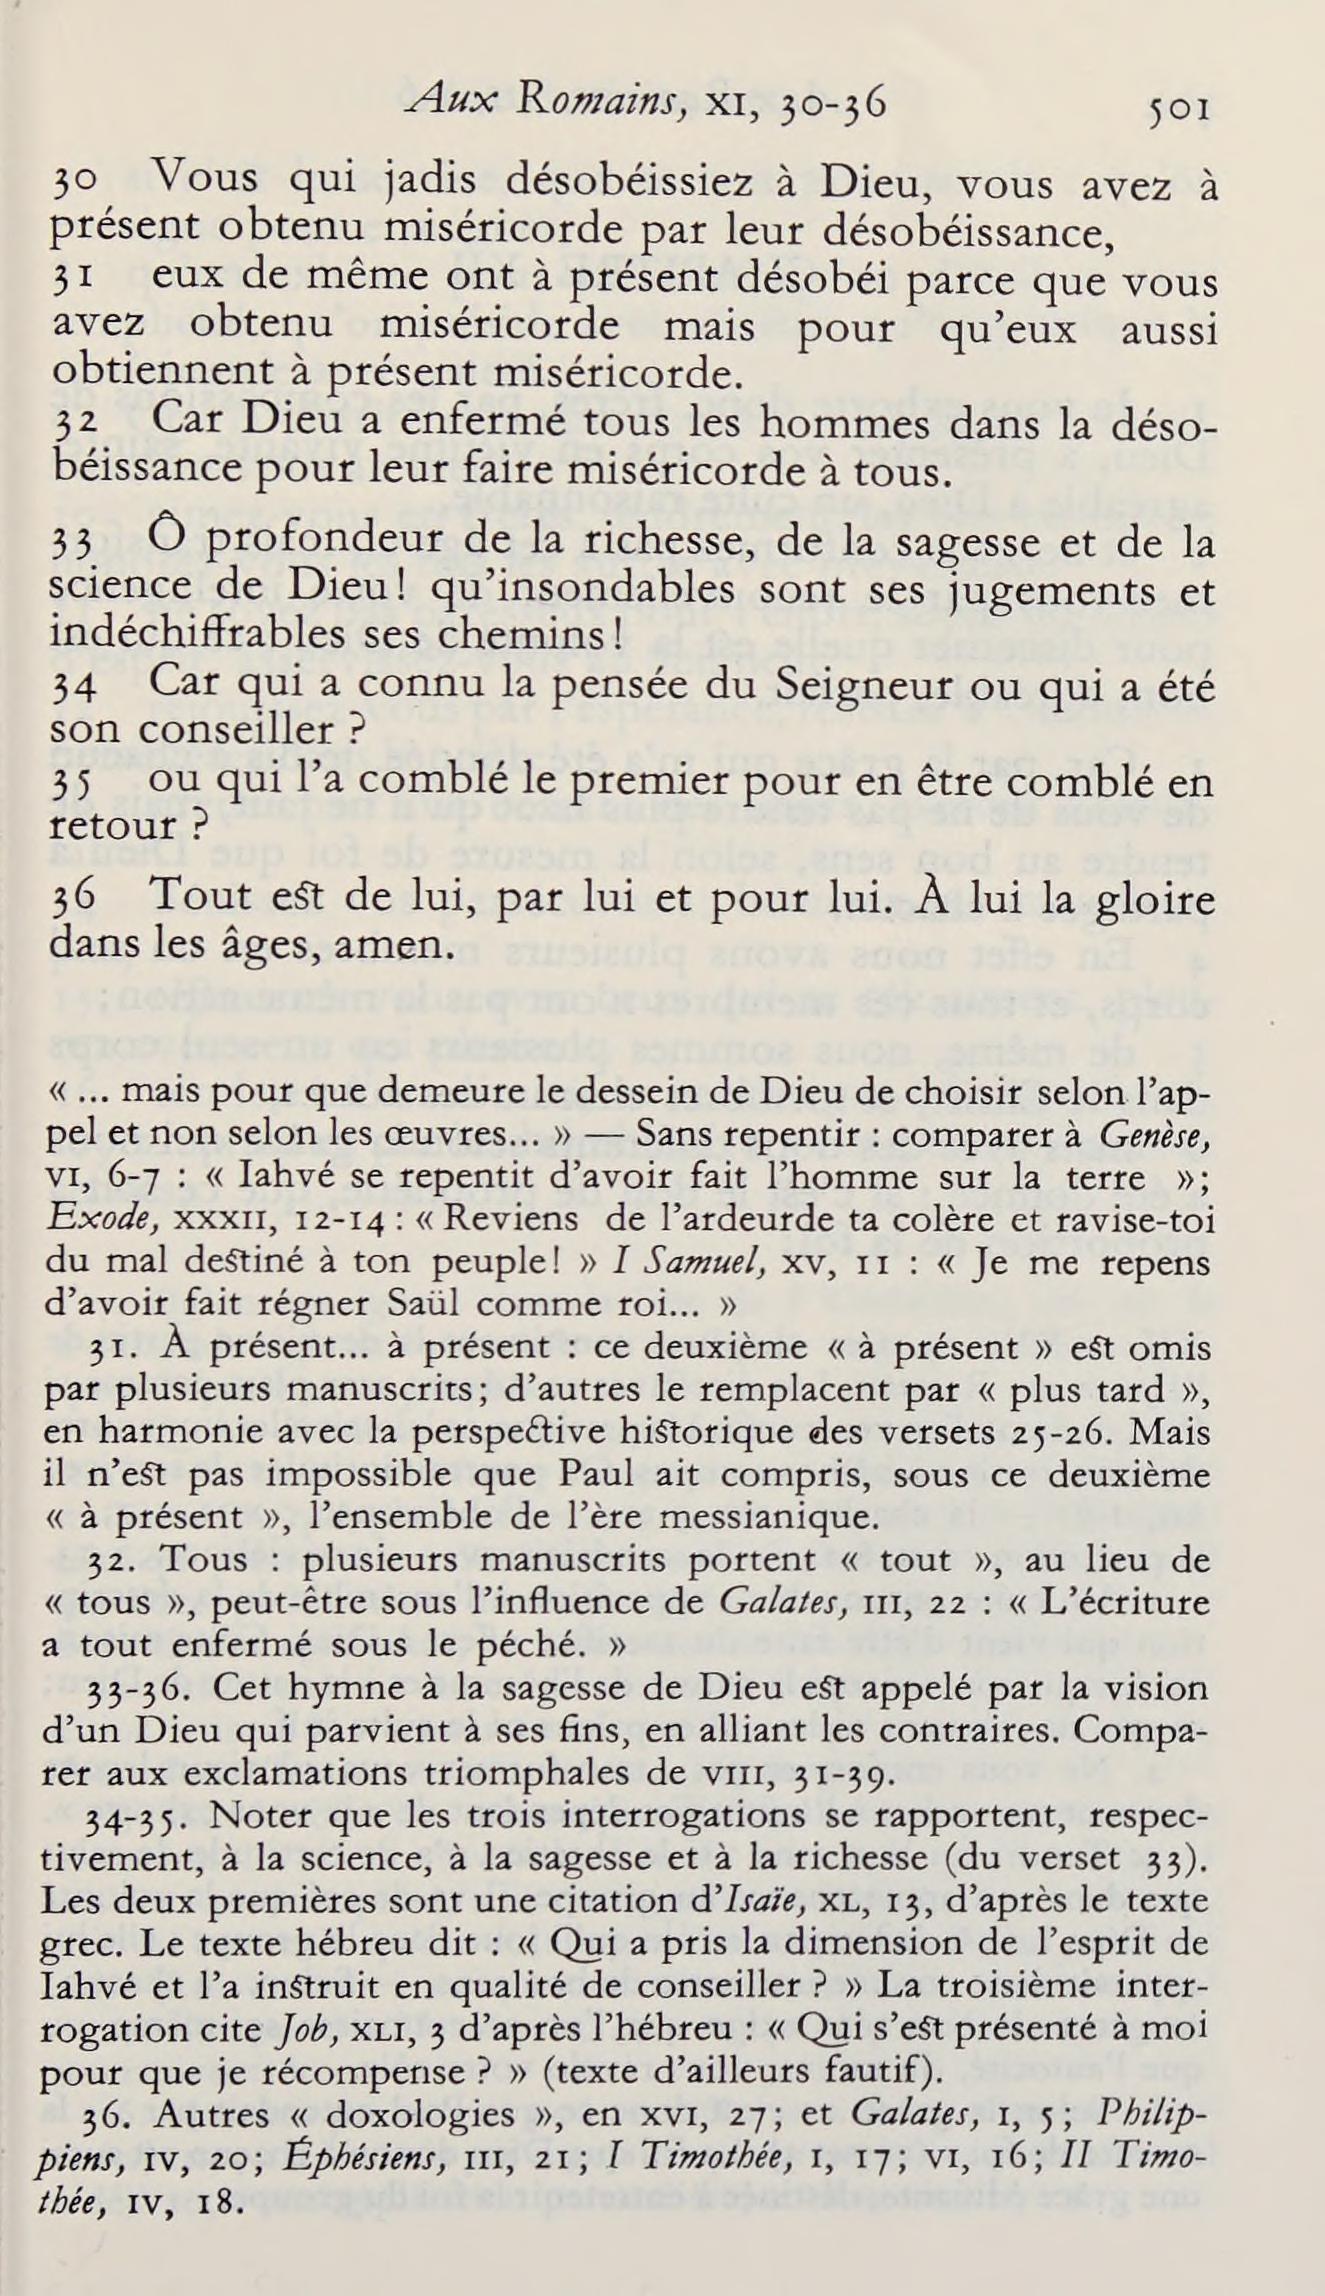 Aux Romains, XI, 30-36 501
30 Vous qui jadis désobéissiez à Dieu, vous avez à
présent obtenu miséricorde par leur désobéissance,
31 eux de même ont à présent désobéi parce que vous
avez obtenu miséricorde mais pour qu'eux aussi
obtiennent à présent miséricorde.
32 Car Dieu a enfermé tous les hommes dans la déso-
béissance pour leur faire miséricorde à tous.
33 Ô profondeur de la richesse, de la sagesse et de la
science de Dieu! qu'insondables sont ses jugements et
indéchiffrables ses chemins!
34 Car qui a connu la pensée du Seigneur ou qui a été
son conseiller ?
35 ou qui l'a comblé le premier pour en être comblé en
retour ?
36 Tout est de lui, par lui et pour lui. À lui la gloire
dans les âges, amen.
« ... mais pour que demeure le dessein de Dieu de choisir selon l'ap-
pel et non selon les œuvres... » — Sans repentir : comparer à Genèse,
VI, 6-7 : « Iahvé se repentit d'avoir fait l'homme sur la terre »;
Exode, XXXII, 12-14 : « Reviens de l'ardeurde ta colère et ravise-toi
du mal destiné à ton peuple! » I Samuel, XV, 11 : « Je me repens
d'avoir fait régner Saül comme roi... »
31. À présent... à présent : ce deuxième « à présent » est omis
par plusieurs manuscrits; d'autres le remplacent par « plus tard »,
en harmonie avec la perspective historique des versets 25-26. Mais
il n'est pas impossible que Paul ait compris, sous ce deuxième
« à présent », l'ensemble de l'ère messianique.
32. Tous : plusieurs manuscrits portent « tout », au lieu de
« tous », peut-être sous l'influence de Galates, III, 22 : « L'écriture
a tout enfermé sous le péché. »
33-36. Cet hymne à la sagesse de Dieu est appelé par la vision
d'un Dieu qui parvient à ses fins, en alliant les contraires. Compa-
rer aux exclamations triomphales de VIII, 31-39.
34-35. Noter que les trois interrogations se rapportent, respec-
tivement, à la science, à la sagesse et à la richesse (du verset 33).
Les deux premières sont une citation d'Isaïe, XL, 13, d'après le texte
grec. Le texte hébreu dit : « Qui a pris la dimension de l'esprit de
Iahvé et l'a instruit en qualité de conseiller ? » La troisième inter-
rogation cite Job, XLI, 3 d'après l'hébreu : « Qui s'est présenté à moi
pour que je récompense ? » (texte d'ailleurs fautif).
36. Autres « doxologies », en XVI, 27; et Galates, I, 5; Philip-
piens, IV, 20; Éphésiens, III, 21; I Timothée, I, 17; VI, 16; II Timo-
thée, IV, 18.